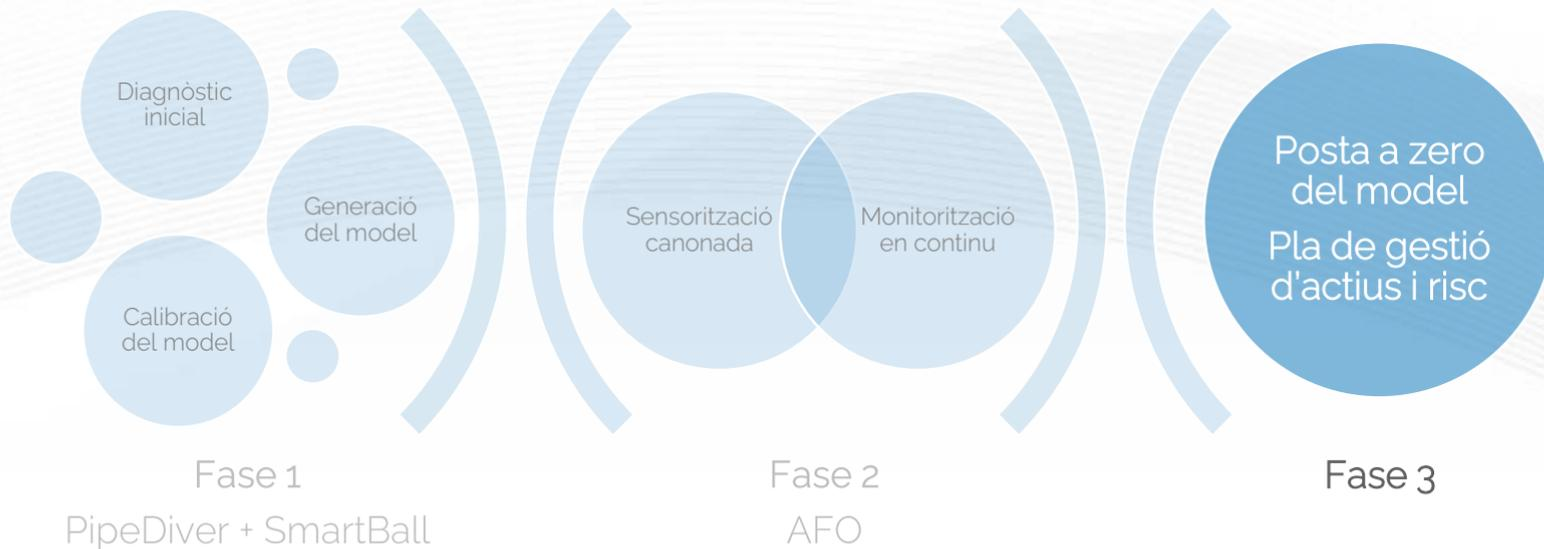 Diagnòstic
inicial
Generació
del model
Calibració
del model
Fase 1
PipeDiver + SmartBall
Sensorització
canonada
Monitorització
en continu
Fase 2
AFO
Posta a zero
del model
Pla de gestió
d'actius i risc
Fase 3